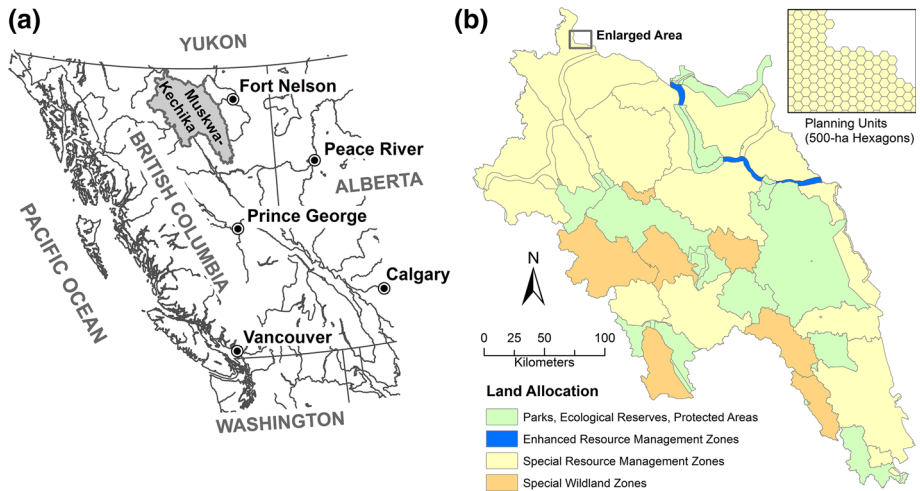 (a)
YUKON
Muskwa-
Kechika
Fort Nelson
Peace River
ALBERTA
BRITISH COLUMBIA
Prince George
PACIFIC OCEAN
Calgary
Vancouver
WASHINGTON
(b)
Enlarged Area
Planning Units
(500-ha Hexagons)
N
0 25 50 100
Kilometers
Land Allocation
Parks, Ecological Reserves, Protected Areas
Enhanced Resource Management Zones
Special Resource Management Zones
Special Wildland Zones